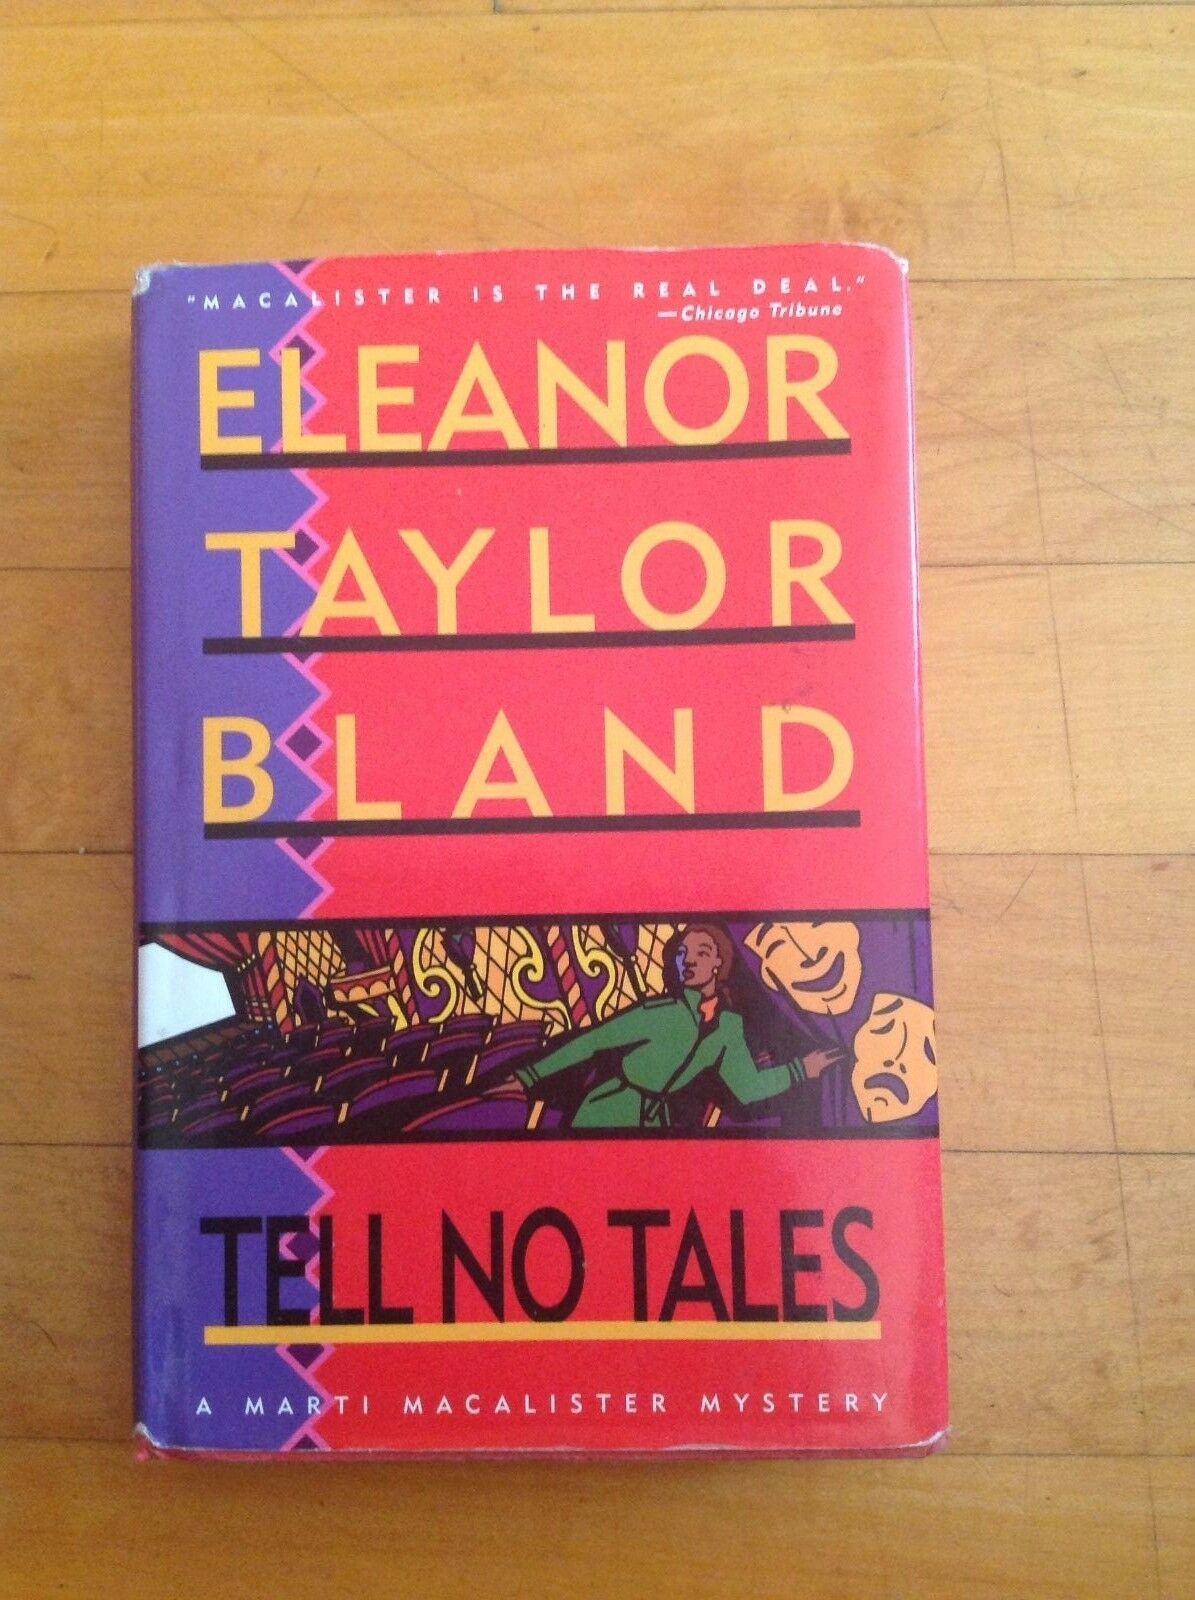 "MACALISTER IS THE REAL DEAL."
—Chicago Tribune
ELEANOR
TAYLOR
BLAND
TELL NO TALES
A MARTI MACALISTER MYSTERY